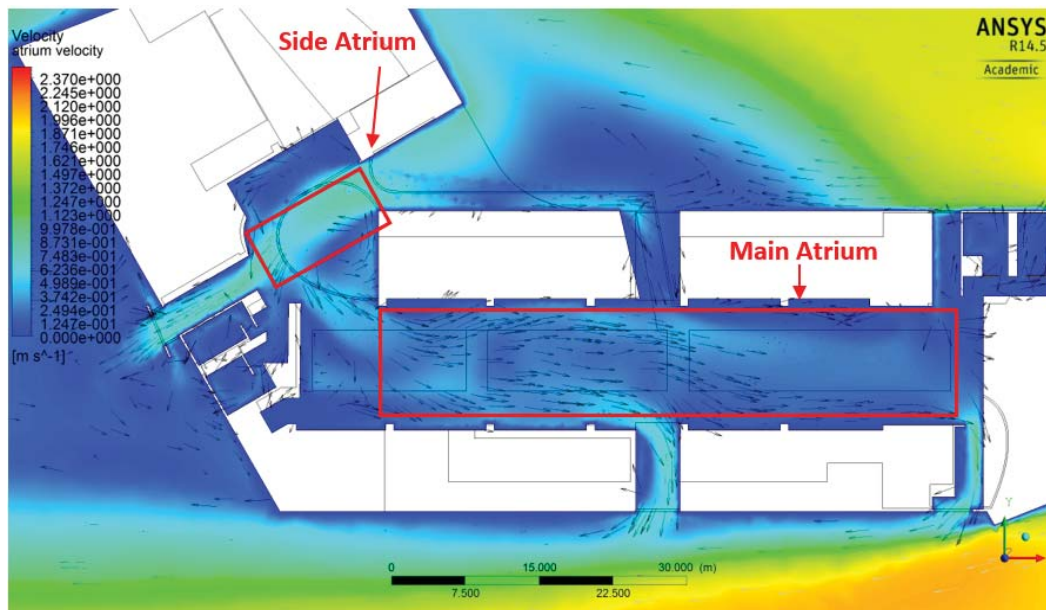 Velocity
atrium velocity
2.370e+000
2.245e+000
2.120e+000
1.996e+000
1.871e+000
1.746e+000
1.621e+000
1.497e+000
1.372e+000
1.247e+000
1.123e+000
9.978e-001
8.731e-001
7.483e-001
6.236e-001
4.989e-001
3.742e-001
2.494e-001
1.247e-001
0.000e+000
[m s^-1]
Side Atrium
ANSYS
R14.5
Academic
Main Atrium
0 15.000 30.000 (m)
7.500 22.500
Y